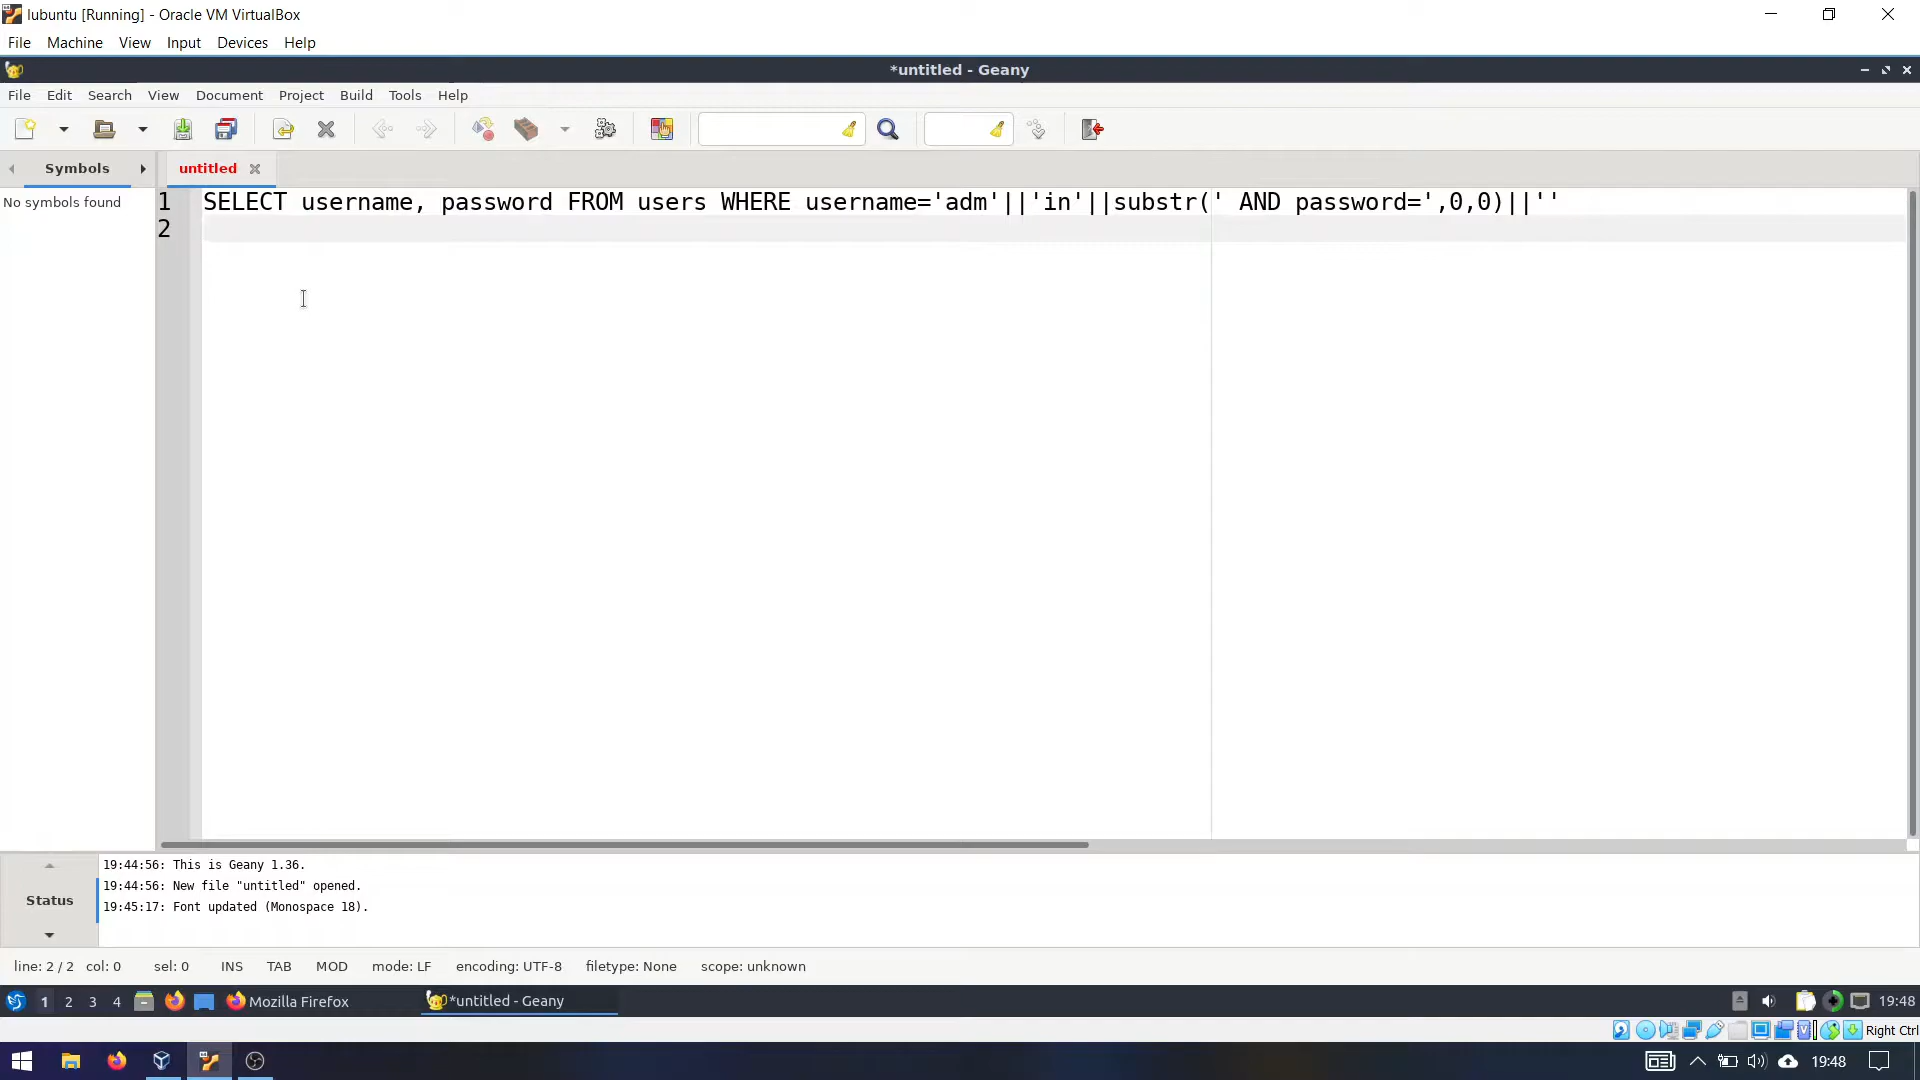 lubuntu [Running] - Oracle VM VirtualBox
File Machine View Input Devices Help
*untitled - Geany
File Edit Search View Document Project Build Tools Help
Symbols
untitled
No symbols found
1 SELECT username, password FROM users WHERE username='adm'||'in'||substr(' AND password=',0,0)||''
2
Status
19:44:56: This is Geany 1.36.
19:44:56: New file "untitled" opened.
19:45:17: Font updated (Monospace 18).
line: 2 / 2 col: 0 sel: 0 INS TAB MOD mode: LF encoding: UTF-8 filetype: None scope: unknown
1 2 3 4 Mozilla Firefox *untitled - Geany 19:48
Right Ctrl
19:48